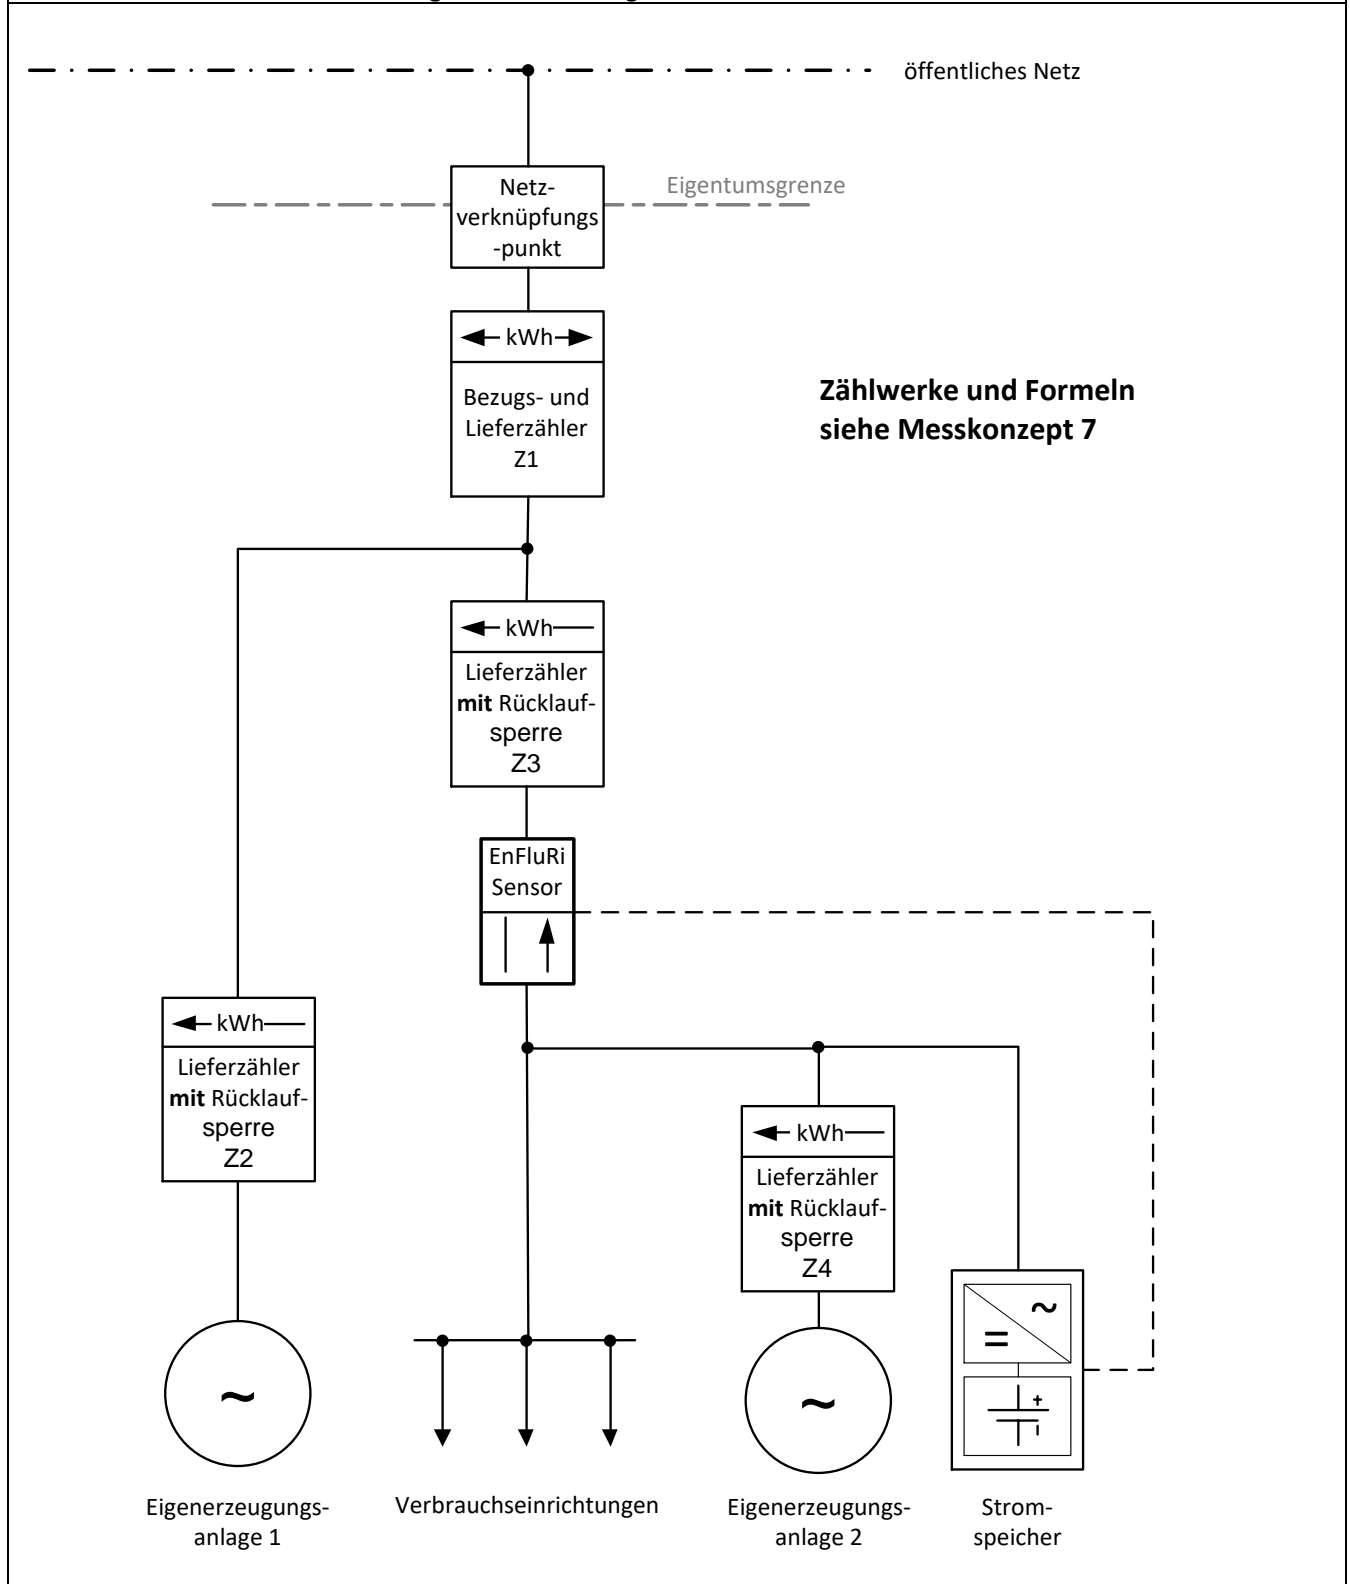 öffentliches Netz
Netz-
verknüpfungs
-punkt
Eigentumsgrenze
kWh
Bezugs- und
Lieferzähler
Z1
Zählwerke und Formeln
siehe Messkonzept 7
kWh
Lieferzähler
mit Rücklauf-
sperre
Z3
EnFluRi
Sensor
kWh
Lieferzähler
mit Rücklauf-
sperre
Z2
kWh
Lieferzähler
mit Rücklauf-
sperre
Z4
~
=
~
~
+
Eigenerzeugungs-
anlage 1
Verbrauchseinrichtungen
Eigenerzeugungs-
anlage 2
Strom-
speicher